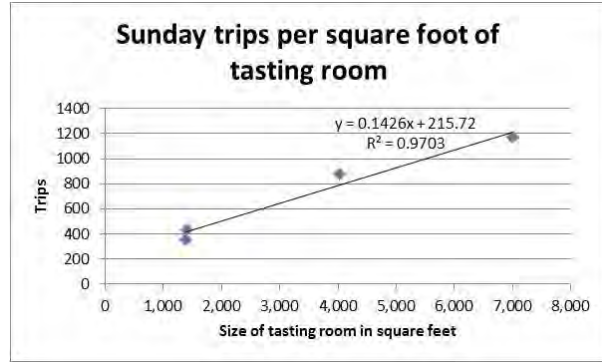 Sunday trips per square foot of
tasting room
1400
1200
1000
800
600
400
200
0
y = 0.1426x + 215.72
R² = 0.9703
Trips
0 1,000 2,000 3,000 4,000 5,000 6,000 7,000 8,000
Size of tasting room in square feet